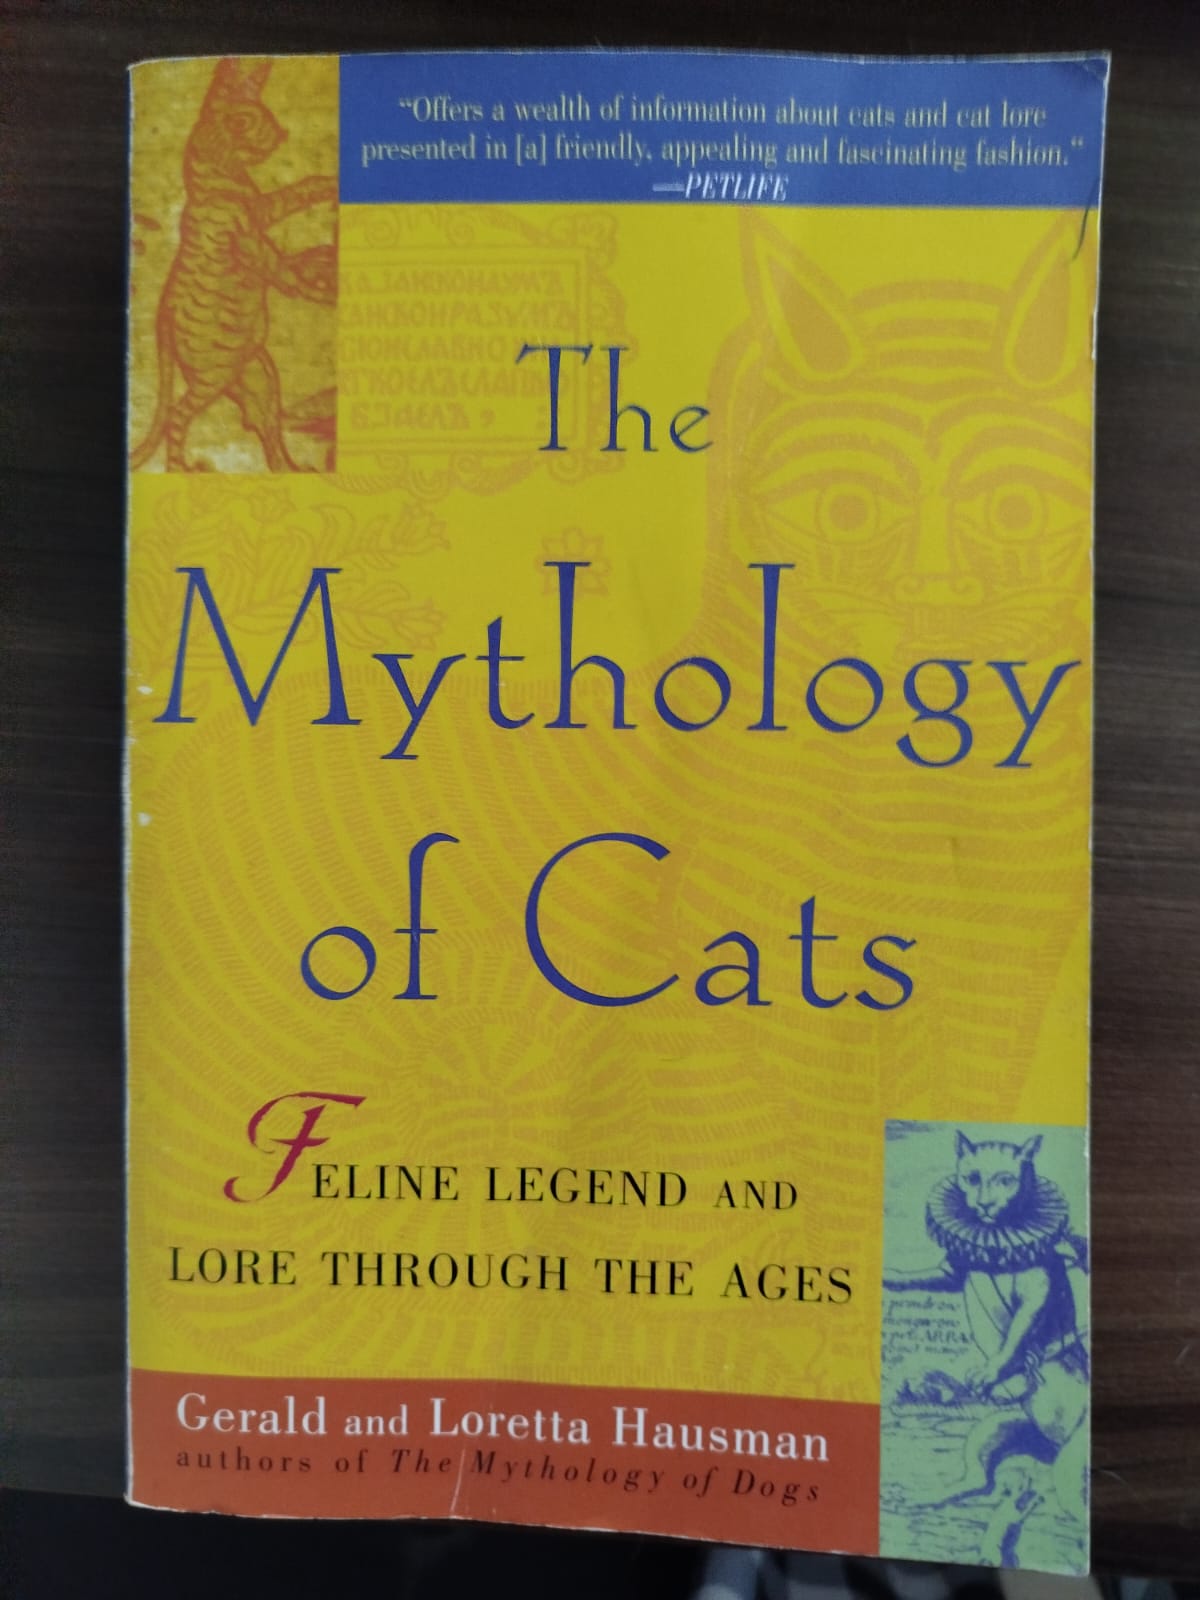 “Offers a wealth of information about cats and cat lore
presented in [a] friendly, appealing and fascinating fashion.“
—PETLIFE
The
Mythology
of Cats
FELINE LEGEND AND
LORE THROUGH THE AGES
Gerald and Loretta Hausman
authors of The Mythology of Dogs